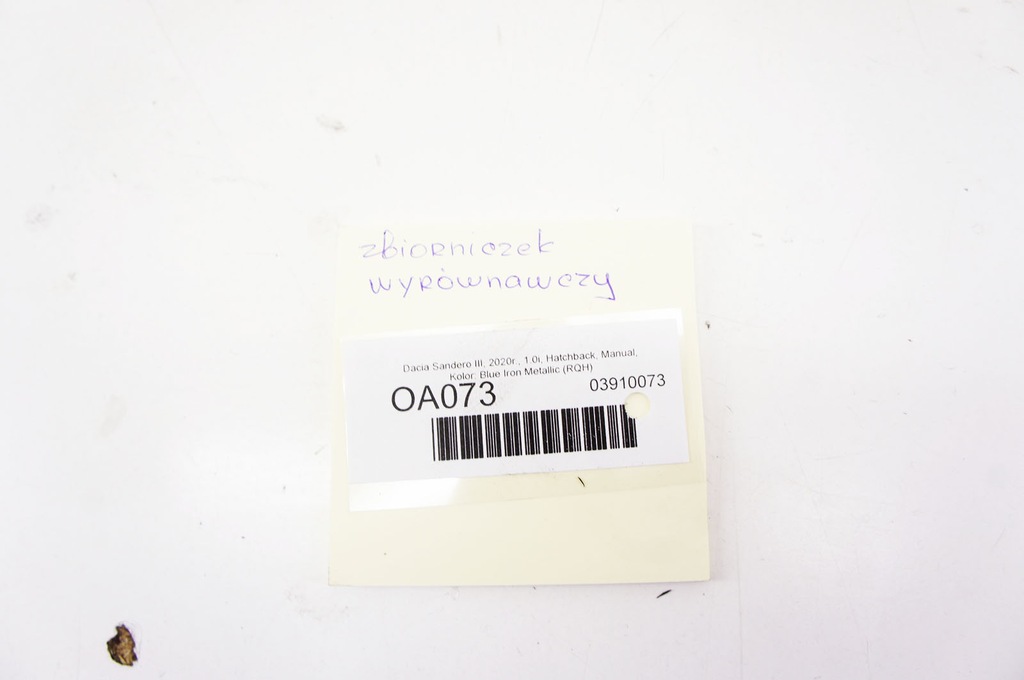 zbiorniczek
wyrównawczy
Dacia Sandero III, 2020r., 1.0i, Hatchback, Manual,
Kolor: Blue Iron Metallic (RQH)
OA073 03910073